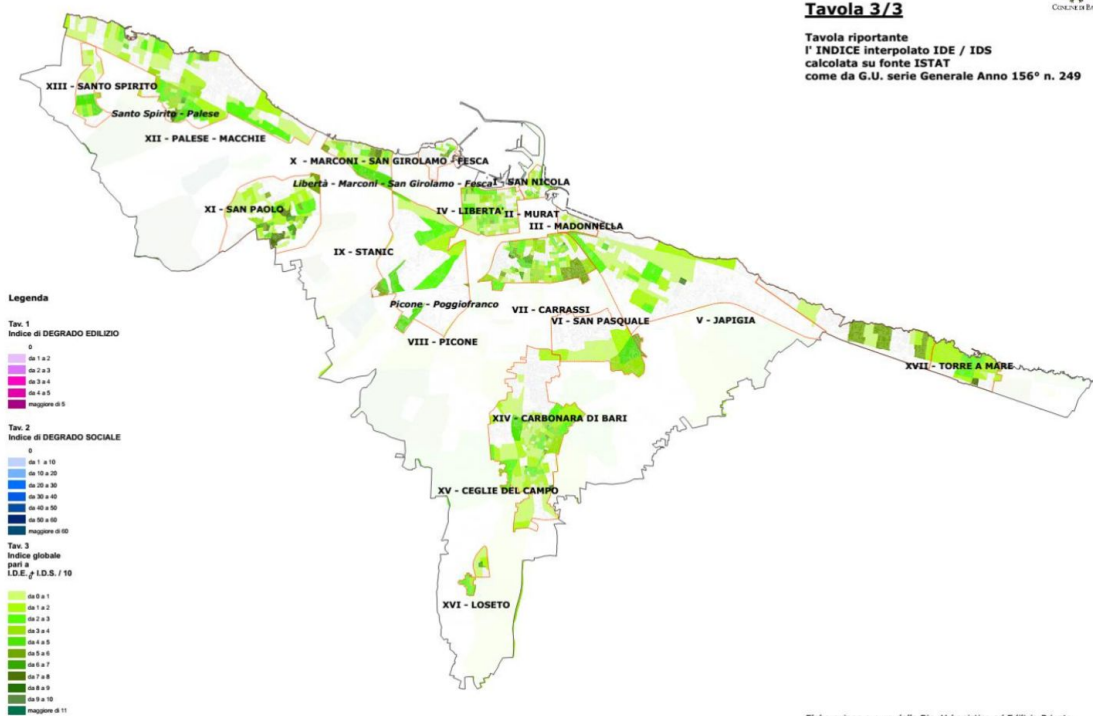 Tavola 3/3
Tavola riportante
l' INDICE interpolato IDE / IDS
calcolata su fonte ISTAT
come da G.U. serie Generale Anno 156° n. 249
XIII - SANTO SPIRITO
Santo Spirito - Palese
XII - PALESE - MACCHIE
X - MARCONI - SAN GIROLAMO - FESCA
Libertà - Marconi - San Girolamo - Fesca
I - SAN NICOLA
XI - SAN PAOLO
IV - LIBERTA'
II - MURAT
III - MADONNELLA
IX - STANIC
Picone - Poggiofranco
VII - CARRASSI
VI - SAN PASQUALE
V - JAPIGIA
VIII - PICONE
XVII - TORRE A MARE
XIV - CARBONARA DI BARI
XV - CEGLIE DEL CAMPO
XVI - LOSETO
Legenda
Tav. 1
Indice di DEGRADO EDILIZIO
0
da 1 a 2
da 2 a 3
da 3 a 4
da 4 a 5
maggiore di 5
Tav. 2
Indice di DEGRADO SOCIALE
0
da 1 a 10
da 10 a 20
da 20 a 30
da 30 a 40
da 40 a 50
da 50 a 60
maggiore di 60
Tav. 3
Indice globale
pari a
I.D.E. + I.D.S. / 10
0
da 0 a 1
da 1 a 2
da 2 a 3
da 3 a 4
da 4 a 5
da 5 a 6
da 6 a 7
da 7 a 8
da 8 a 9
da 9 a 10
maggiore di 11